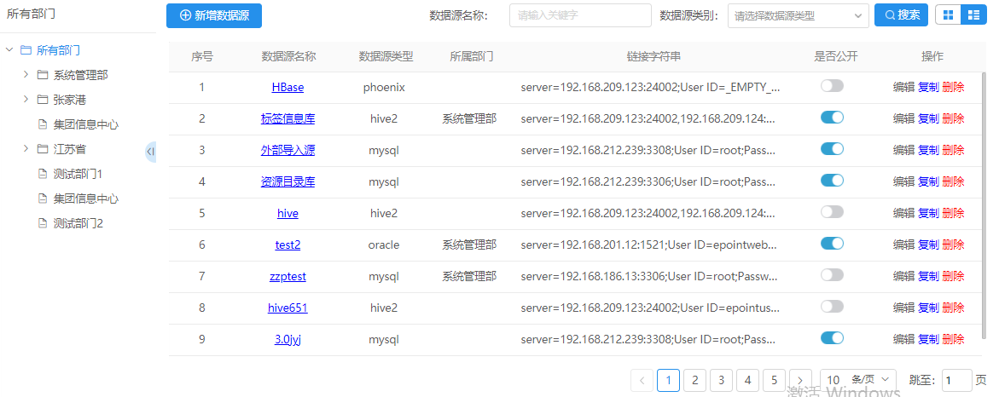 所有部门
新增数据源 数据源名称： 请输入关键字 数据源类别： 请选择数据源类型 搜索
所有部门
系统管理部
张家港
集团信息中心
江苏省
测试部门1
集团信息中心
测试部门2
序号 数据源名称 数据源类型 所属部门 链接字符串 是否公开 操作
1 HBase phoenix server=192.168.209.123:24002;User ID=_EMPTY_... 编辑 复制 删除
2 标签信息库 hive2 系统管理部 server=192.168.209.123:24002,192.168.209.124:... 编辑 复制 删除
3 外部导入源 mysql server=192.168.212.239:3308;User ID=root;Pass... 编辑 复制 删除
4 资源目录库 mysql server=192.168.212.239:3306;User ID=root;Pass... 编辑 复制 删除
5 hive hive2 server=192.168.209.123:24002,192.168.209.124:... 编辑 复制 删除
6 test2 oracle 系统管理部 server=192.168.201.12:1521;User ID=epointweb... 编辑 复制 删除
7 zzptest mysql 系统管理部 server=192.168.186.13:3306;User ID=root;Passw... 编辑 复制 删除
8 hive651 hive2 server=192.168.209.123:24002;User ID=epointus... 编辑 复制 删除
9 3.0jyj mysql server=192.168.212.239:3308;User ID=root;Pass... 编辑 复制 删除
1 2 3 4 5 10 条/页 跳至： 1 页
激活 Windows